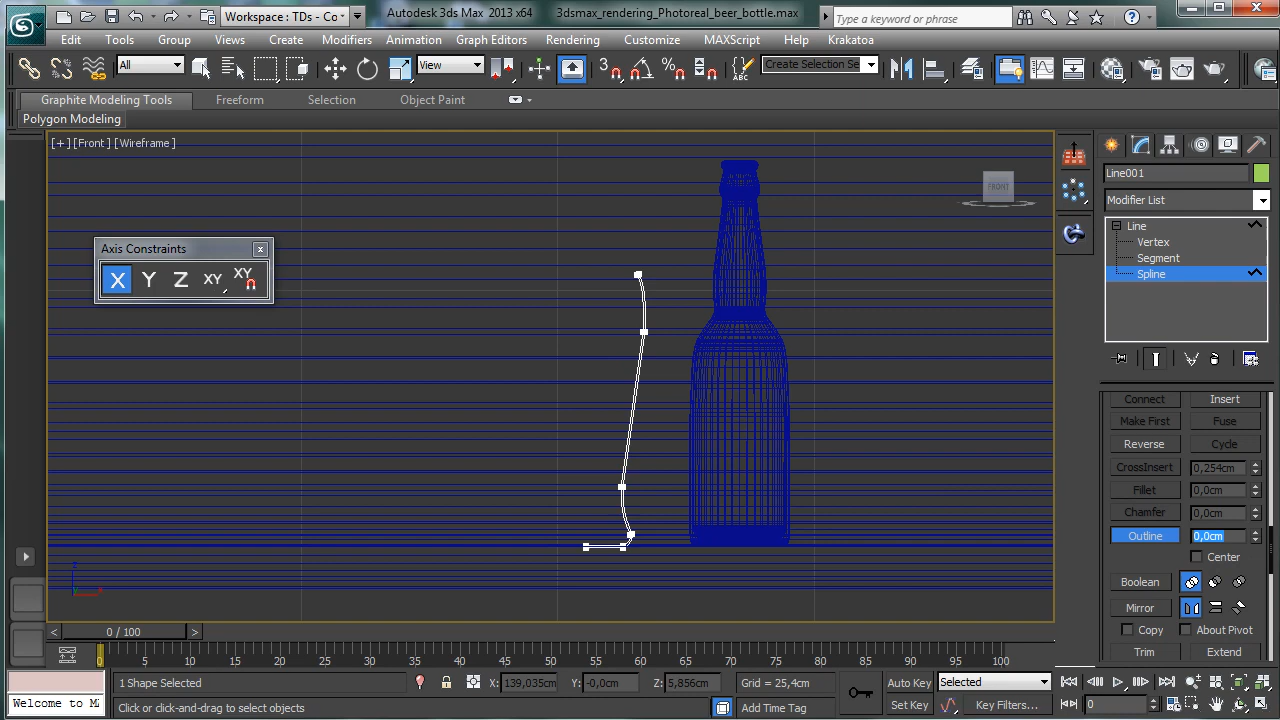 Workspace : TDs - Co
Autodesk 3ds Max 2013 x64
3dsmax_rendering_Photoreal_beer_bottle.max
Type a keyword or phrase
Edit
Tools
Group
Views
Create
Modifiers
Animation
Graph Editors
Rendering
Customize
MAXScript
Help
Krakatoa
All
View
3
ABC
Create Selection Se
Graphite Modeling Tools
Freeform
Selection
Object Paint
Polygon Modeling
[+] [Front] [Wireframe]
FRONT
Axis Constraints
X
Y
Z
XY
XY
Line001
Modifier List
Line
Vertex
Segment
Spline
Connect
Insert
Make First
Fuse
Reverse
Cycle
CrossInsert
0,254cm
Fillet
0,0cm
Chamfer
0,0cm
Outline
0,0cm
Center
Boolean
Mirror
Copy
About Pivot
Trim
Extend
z
x
< 0 / 100 >
0 5 10 15 20 25 30 35 40 45 50 55 60 65 70 75 80 85 90 95 100
1 Shape Selected
X: 139,035cm
Y: -0,0cm
Z: 5,856cm
Grid = 25,4cm
Auto Key
Selected
Welcome to M
Click or click-and-drag to select objects
Add Time Tag
Set Key
Key Filters...
0